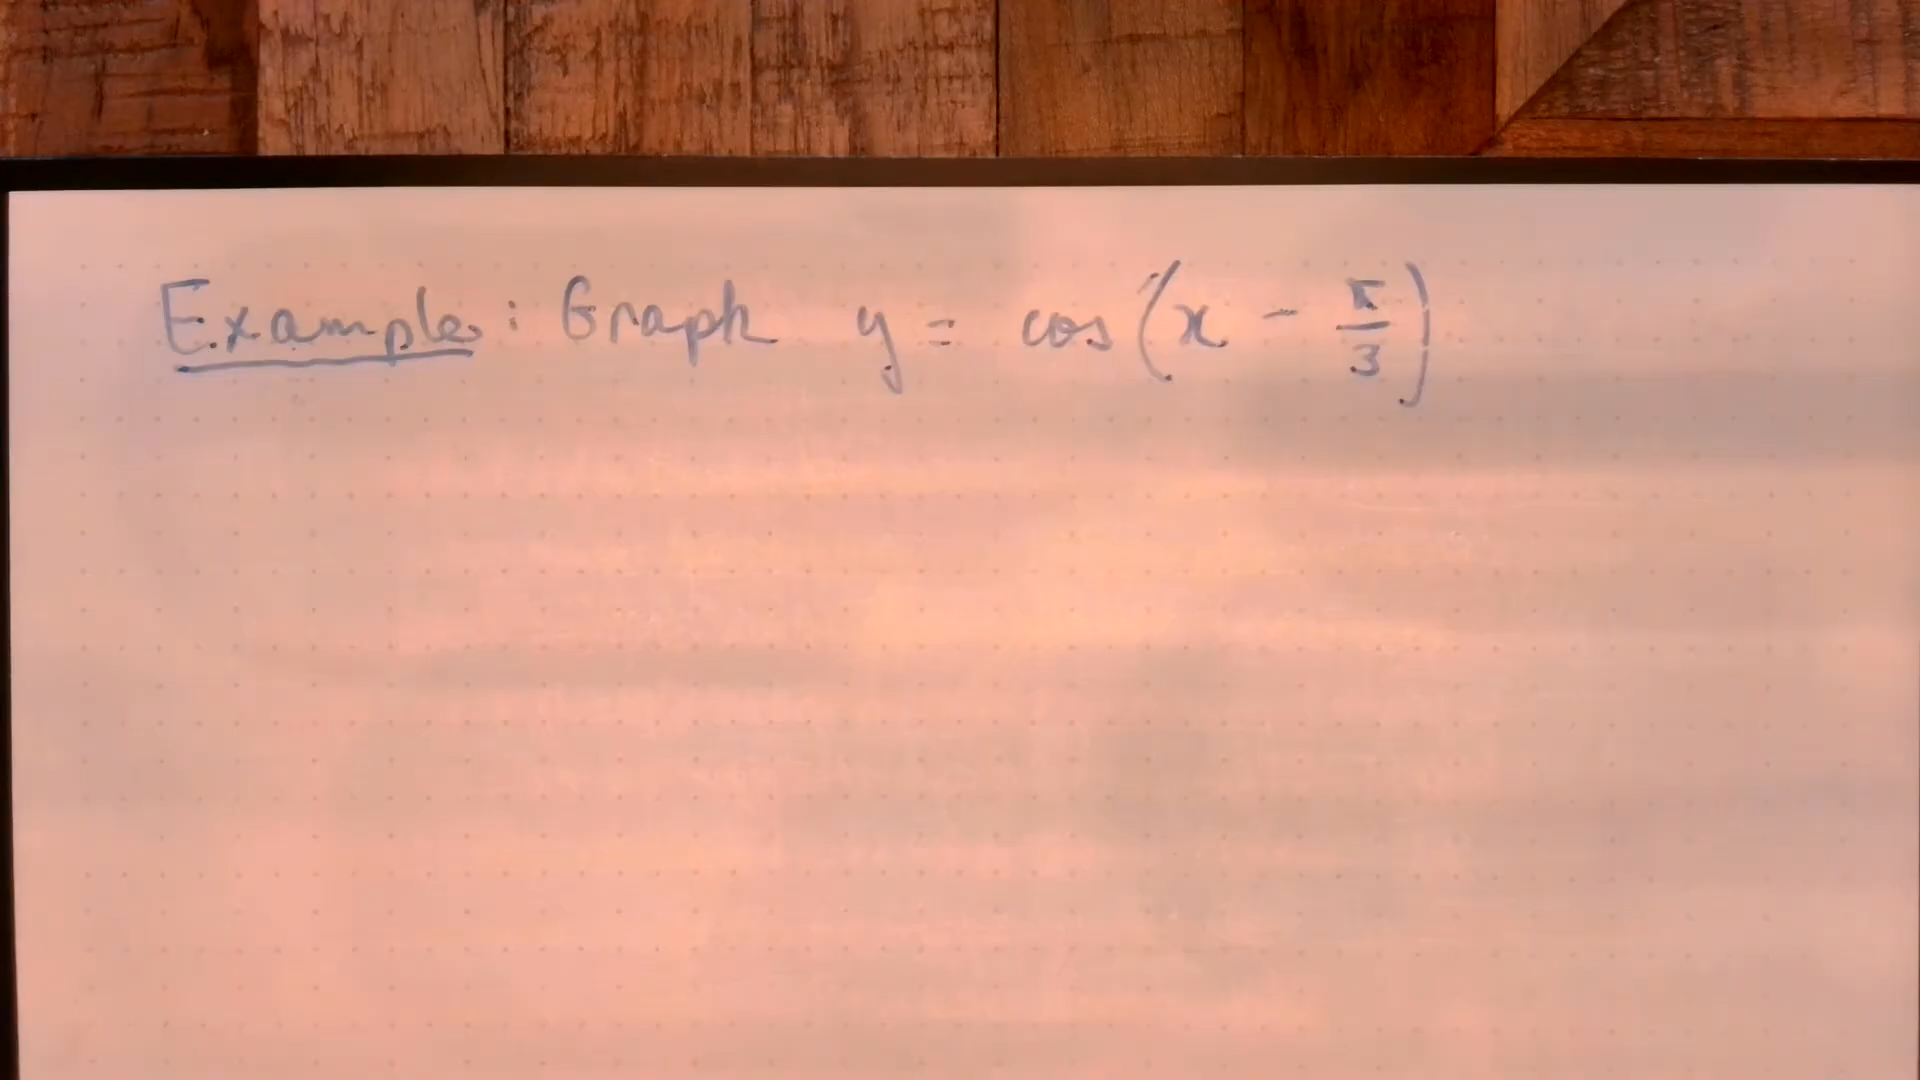 Example: Graph y = cos(x - π/3)